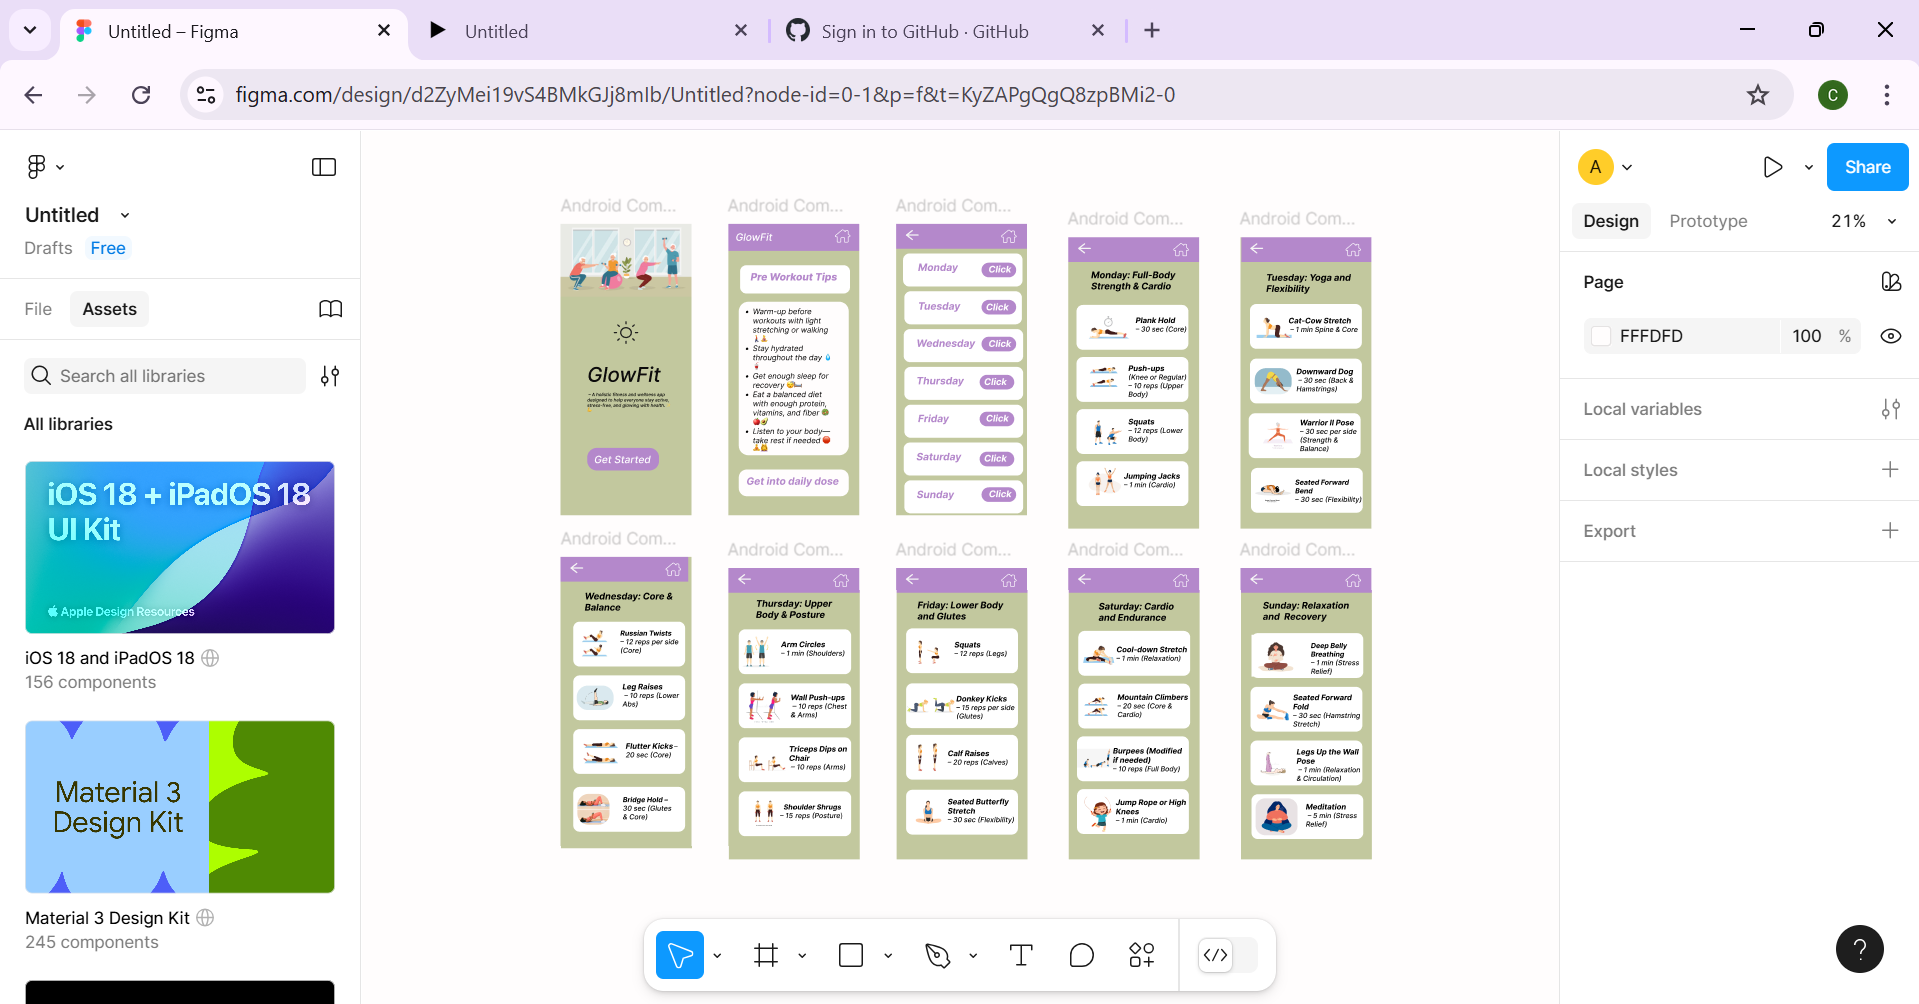 Untitled – Figma
Untitled
Sign in to GitHub · GitHub
figma.com/design/d2ZyMei19vS4BMkGJj8mIb/Untitled?node-id=0-1&p=f&t=KyZAPgQgQ8zpBMi2-0
C
Untitled
Drafts
Free
File
Assets
Search all libraries
All libraries
iOS 18 + iPadOS 18
UI Kit
Apple Design Resources
iOS 18 and iPadOS 18
156 components
Material 3
Design Kit
Material 3 Design Kit
245 components
Android Com...
GlowFit
– A holistic fitness and wellness app
designed to help everyone stay active,
stress-free, and glowing with health.
Get Started
Android Com...
GlowFit
Pre Workout Tips
• Warm-up before
workouts with light
stretching or walking
• Stay hydrated
throughout the day
• Get enough sleep for
recovery
• Eat a balanced diet
with enough protein,
vitamins, and fiber
• Listen to your body—
take rest if needed
Get into daily dose
Android Com...
Monday Click
Tuesday Click
Wednesday Click
Thursday Click
Friday Click
Saturday Click
Sunday Click
Android Com...
Monday: Full-Body
Strength & Cardio
Plank Hold
– 30 sec (Core)
Push-ups
(Knee or Regular)
– 10 reps (Upper
Body)
Squats
– 12 reps (Lower
Body)
Jumping Jacks
– 1 min (Cardio)
Android Com...
Tuesday: Yoga and
Flexibility
Cat-Cow Stretch
– 1 min Spine & Core
Downward Dog
– 30 sec (Back &
Hamstrings)
Warrior II Pose
– 30 sec per side
(Strength &
Balance)
Seated Forward
Bend
– 30 sec (Flexibility)
Android Com...
Wednesday: Core &
Balance
Russian Twists
– 12 reps per side
(Core)
Leg Raises
– 10 reps (Lower
Abs)
Flutter Kicks–
20 sec (Core)
Bridge Hold –
30 sec (Glutes
& Core)
Android Com...
Thursday: Upper
Body & Posture
Arm Circles
– 1 min (Shoulders)
Wall Push-ups
– 10 reps (Chest
& Arms)
Triceps Dips on
Chair
– 10 reps (Arms)
Shoulder Shrugs
– 15 reps (Posture)
Android Com...
Friday: Lower Body
and Glutes
Squats
– 12 reps (Legs)
Donkey Kicks
– 15 reps per side
(Glutes)
Calf Raises
– 20 reps (Calves)
Seated Butterfly
Stretch
– 30 sec (Flexibility)
Android Com...
Saturday: Cardio
and Endurance
Cool-down Stretch
– 1 min (Relaxation)
Mountain Climbers
– 20 sec (Core &
Cardio)
Burpees (Modified
if needed)
– 10 reps (Full Body)
Jump Rope or High
Knees
– 1 min (Cardio)
Android Com...
Sunday: Relaxation
and Recovery
Deep Belly
Breathing
– 1 min (Stress
Relief)
Seated Forward
Fold
– 30 sec (Hamstring
Stretch)
Legs Up the Wall
Pose
– 1 min (Relaxation
& Circulation)
Meditation
– 5 min (Stress
Relief)
A
Share
Design
Prototype
21%
Page
FFFDFD
100 %
Local variables
Local styles
Export
?